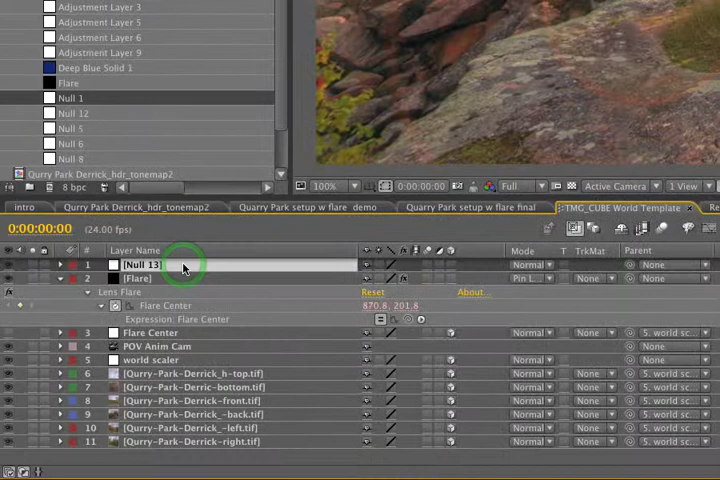 Adjustment Layer 3
Adjustment Layer 5
Adjustment Layer 6
Adjustment Layer 9
Deep Blue Solid 1
Flare
Null 1
Null 12
Null 5
Null 6
Null 8
Qurry Park Derrick_hdr_tonemap2
8 bpc
100% 0:00:00:00 Full Active Camera 1 View
intro Qurry Park Derrick_hdr_tonemap2 Quarry Park setup w flare demo Quarry Park setup w flare final TMG_CUBE World Template Re
0:00:00:00 (24.00 fps)
# Layer Name Mode T TrkMat Parent
1 [Null 13] Normal None
2 [Flare] Pin L... None None
fx Lens Flare Reset About...
Flare Center 870.8, 201.8
Expression: Flare Center
3 Flare Center 5. world sc...
4 POV Anim Cam None
5 world scaler None
6 [Qurry-Park-Derrick_h-top.tif] Normal None 5. world sc...
7 [Qurry-Park-Derric-bottom.tif] Normal None 5. world sc...
8 [Qurry-Park-Derrick-front.tif] Normal None 5. world sc...
9 [Qurry-Park-Derrick_-back.tif] Normal None 5. world sc...
10 [Qurry-Park-Derrick_-left.tif] Normal None 5. world sc...
11 [Qurry-Park-Derrick-right.tif] Normal None 5. world sc...